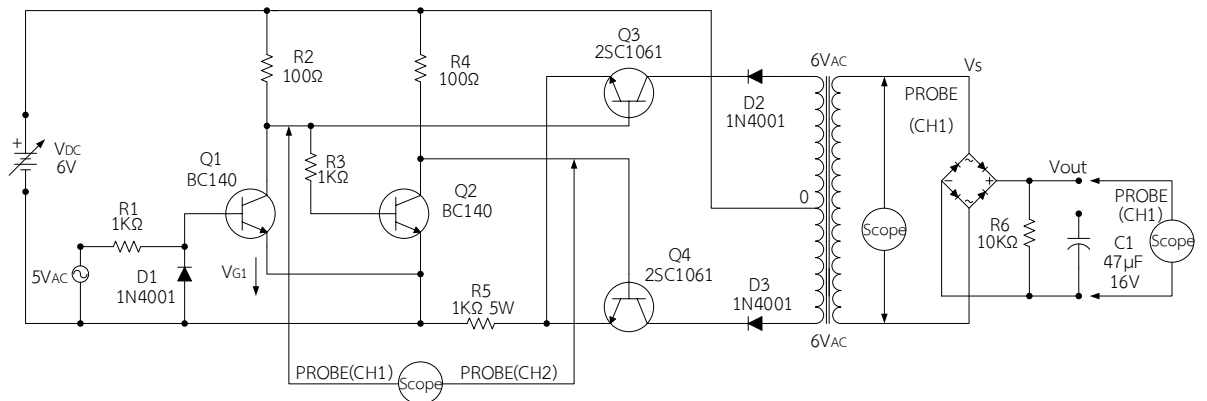 R2
100Ω
R4
100Ω
Q3
2SC1061
6VAC
Vs
D2
1N4001
PROBE
(CH1)
+
VDC
6V
Q1
BC140
R3
1KΩ
Q2
BC140
R1
1KΩ
5VAC
D1
1N4001
VG1
R5
1KΩ 5W
Q4
2SC1061
D3
1N4001
0
6VAC
Scope
~
-
+
~
Vout
R6
10KΩ
C1
47µF
16V
PROBE
(CH1)
Scope
PROBE(CH1)
Scope
PROBE(CH2)